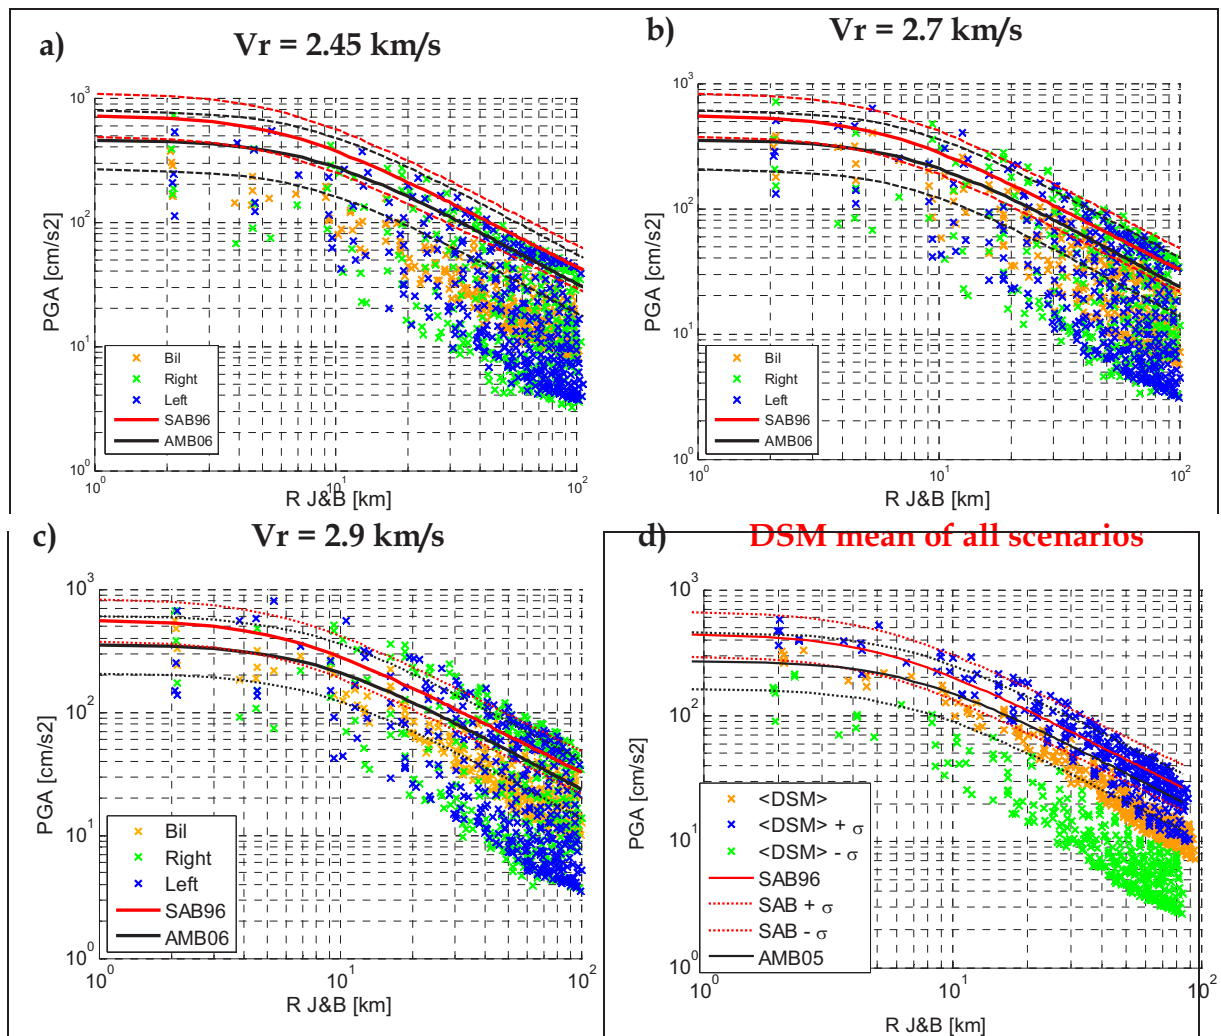 a)
Vr = 2.45 km/s
10³
10²
10¹
10⁰
PGA [cm/s2]
Bil
Right
Left
SAB96
AMB06
10⁰
10¹
10²
R J&B [km]
b)
Vr = 2.7 km/s
10³
10²
10¹
10⁰
PGA [cm/s2]
Bil
Right
Left
SAB96
AMB06
10⁰
10¹
10²
R J&B [km]
c)
Vr = 2.9 km/s
10³
10²
10¹
10⁰
PGA [cm/s2]
Bil
Right
Left
SAB96
AMB06
10⁰
10¹
10²
R J&B [km]
d)
DSM mean of all scenarios
10³
10²
10¹
10⁰
PGA [cm/s2]
<DSM>
<DSM> + σ
<DSM> - σ
SAB96
SAB + σ
SAB - σ
AMB05
10⁰
10¹
10²
R J&B [km]